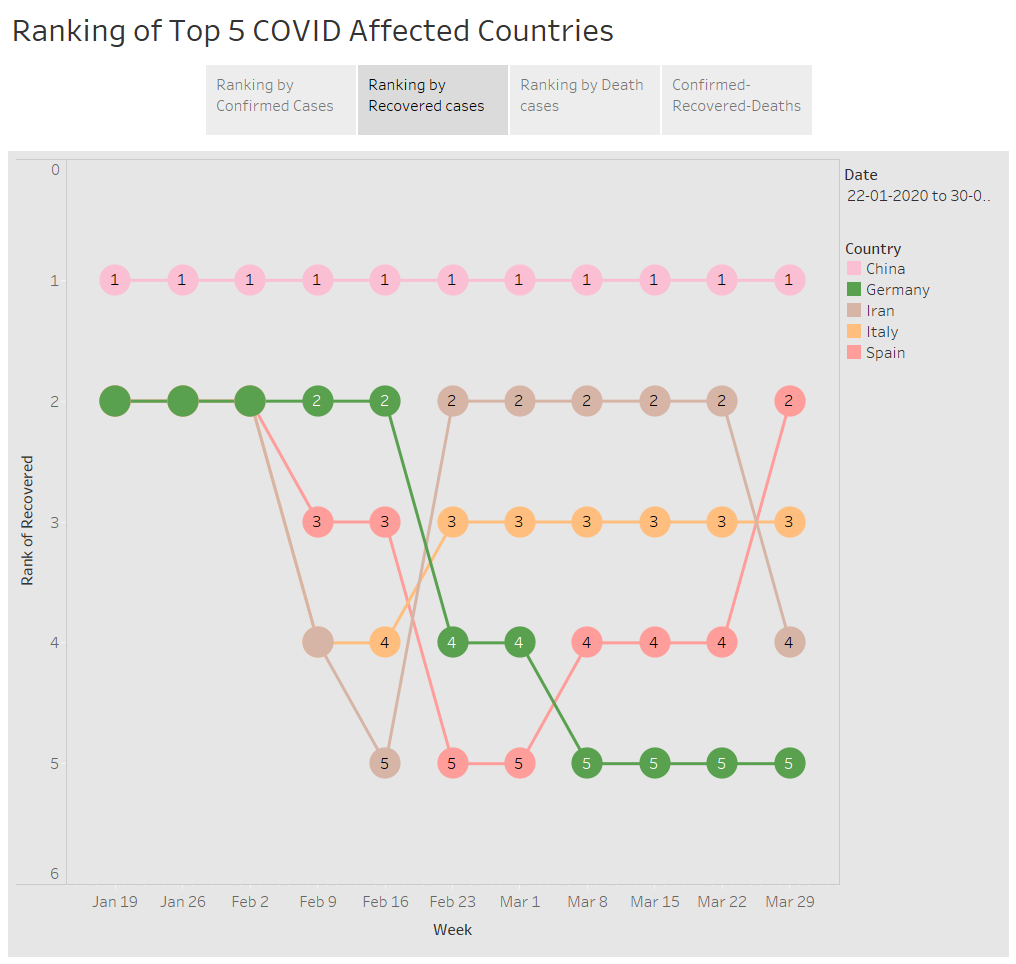 Ranking of Top 5 COVID Affected Countries
Ranking by
Confirmed Cases
Ranking by
Recovered cases
Ranking by Death
cases
Confirmed-
Recovered-Deaths
Date
22-01-2020 to 30-0..
Country
China
Germany
Iran
Italy
Spain
Rank of Recovered
0
1
2
3
4
5
6
1 1 1 1 1 1 1 1 1 1 1
2 2 2 2 2 2 2 2
3 3 3 3 3 3 3 3
4 4 4 4 4 4 4
5 5 5 5 5 5 5
Jan 19 Jan 26 Feb 2 Feb 9 Feb 16 Feb 23 Mar 1 Mar 8 Mar 15 Mar 22 Mar 29
Week